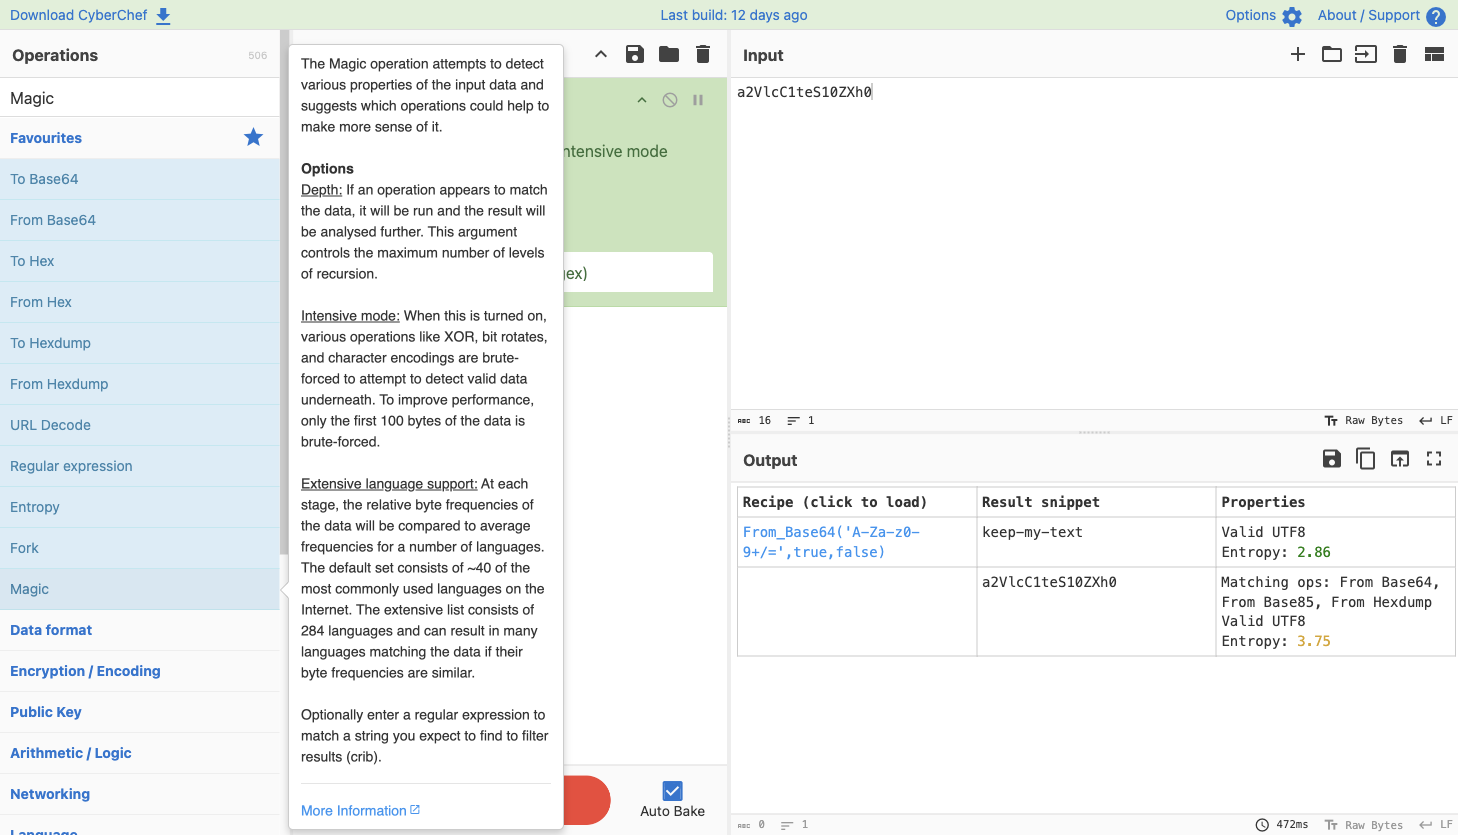 Download CyberChef
Last build: 12 days ago
Options
About / Support
Operations
506
Magic
Favourites
To Base64
From Base64
To Hex
From Hex
To Hexdump
From Hexdump
URL Decode
Regular expression
Entropy
Fork
Magic
Data format
Encryption / Encoding
Public Key
Arithmetic / Logic
Networking
Language
The Magic operation attempts to detect
various properties of the input data and
suggests which operations could help to
make more sense of it.
Options
Depth: If an operation appears to match
the data, it will be run and the result will
be analysed further. This argument
controls the maximum number of levels
of recursion.
Intensive mode: When this is turned on,
various operations like XOR, bit rotates,
and character encodings are brute-
forced to attempt to detect valid data
underneath. To improve performance,
only the first 100 bytes of the data is
brute-forced.
Extensive language support: At each
stage, the relative byte frequencies of
the data will be compared to average
frequencies for a number of languages.
The default set consists of ~40 of the
most commonly used languages on the
Internet. The extensive list consists of
284 languages and can result in many
languages matching the data if their
byte frequencies are similar.
Optionally enter a regular expression to
match a string you expect to find to filter
results (crib).
More Information
ntensive mode
gex)
Auto Bake
Input
a2VlcC1teS10ZXh0
ABC 16 1
Raw Bytes LF
Output
Recipe (click to load) Result snippet Properties
From_Base64('A-Za-z0-
9+/=',true,false)
keep-my-text
Valid UTF8
Entropy: 2.86
a2VlcC1teS10ZXh0
Matching ops: From Base64,
From Base85, From Hexdump
Valid UTF8
Entropy: 3.75
ABC 0 1
472ms Raw Bytes LF